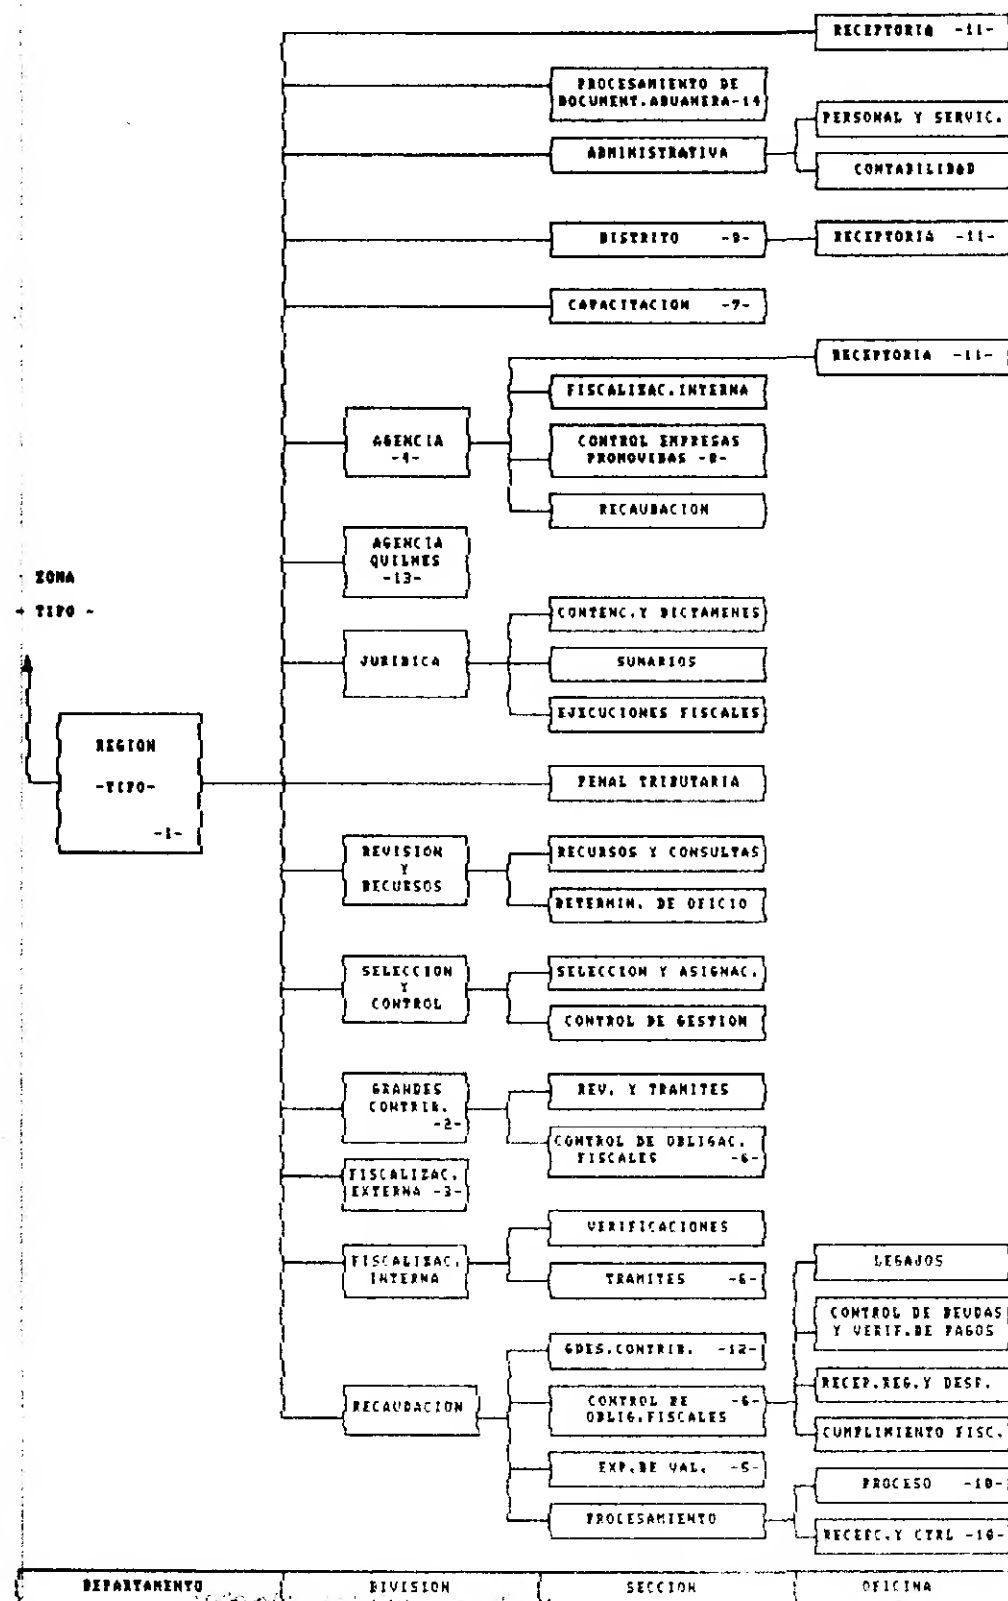 RECEPTORIA -11-
PROCESAMIENTO DE
DOCUMENT.ADUANERA-14
ADMINISTRATIVA
PERSONAL Y SERVIC.
CONTABILIDAD
DISTRITO -9-
RECEPTORIA -11-
CAPACITACION -7-
RECEPTORIA -11-
FISCALIZAC.INTERNA
AGENCIA
-4-
CONTROL EMPRESAS
PROMOVIDAS -8-
RECAUDACION
AGENCIA
QUILMES
-13-
ZONA
- TIPO -
CONTENC.Y DICTAMENES
JURIDICA
SUMARIOS
EJECUCIONES FISCALES
REGION
-TIPO-
-1-
PENAL TRIBUTARIA
REVISION
Y
RECURSOS
RECURSOS Y CONSULTAS
DETERMIN. DE OFICIO
SELECCION
Y
CONTROL
SELECCION Y ASIGNAC.
CONTROL DE GESTION
GRANDES
CONTRIB.
-2-
REV. Y TRAMITES
CONTROL DE OBLIGAC.
FISCALES -6-
FISCALIZAC.
EXTERNA -3-
VERIFICACIONES
FISCALIZAC.
INTERNA
TRAMITES -6-
LEGAJOS
CONTROL DE DEUDAS
Y VERIF.DE PAGOS
GDES.CONTRIB. -12-
RECEP.REG.Y DESP.
RECAUDACION
CONTROL DE -6-
OBLIG.FISCALES
CUMPLIMIENTO FISC.
EXP.DE VAL. -5-
PROCESO -10-
PROCESAMIENTO
RECEPC.Y CTRL -10-
DEPARTAMENTO DIVISION SECCION OFICINA